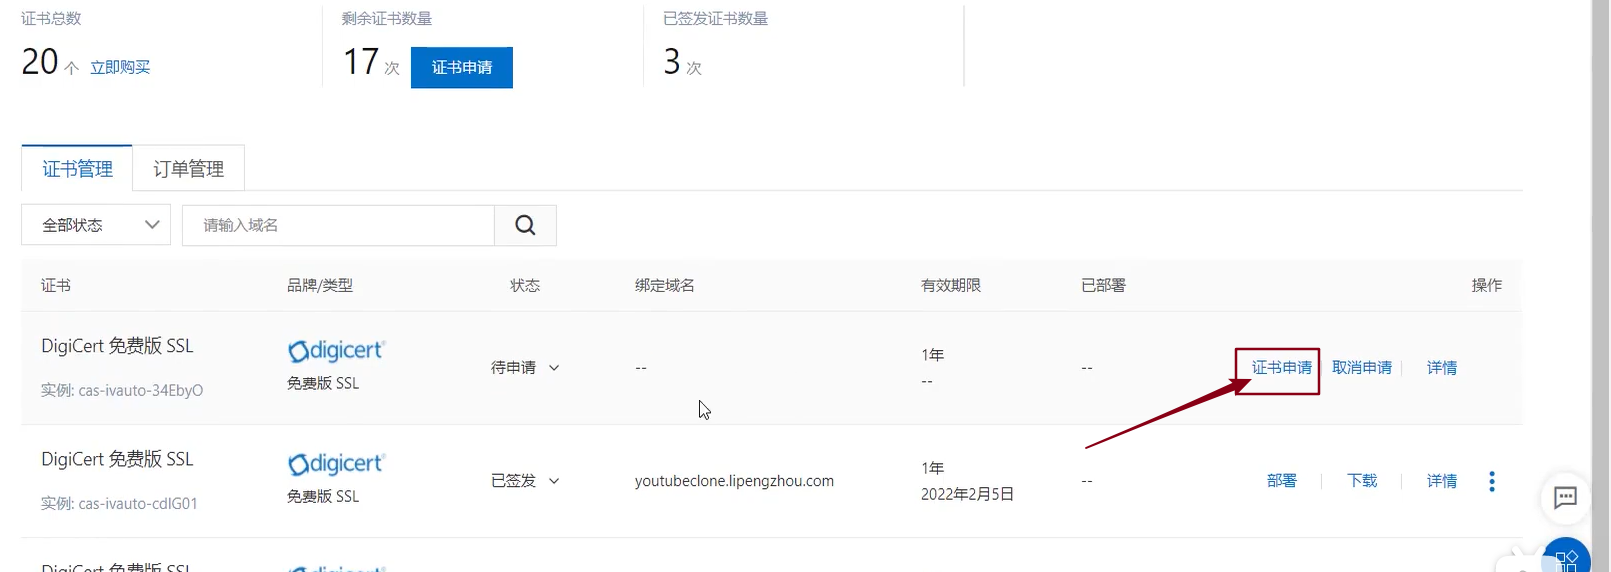 证书总数
剩余证书数量
已签发证书数量
20 个 立即购买
17 次 证书申请
3 次
证书管理 订单管理
全部状态 请输入域名
证书 品牌/类型 状态 绑定域名 有效期限 已部署 操作
DigiCert 免费版 SSL
实例: cas-ivauto-34EbyO
digicert
免费版 SSL
待申请
--
1年
--
--
证书申请 取消申请 详情
DigiCert 免费版 SSL
实例: cas-ivauto-cdIG01
digicert
免费版 SSL
已签发
youtubeclone.lipengzhou.com
1年
2022年2月5日
--
部署 下载 详情
DigiCert 免费版 SSL
digicert